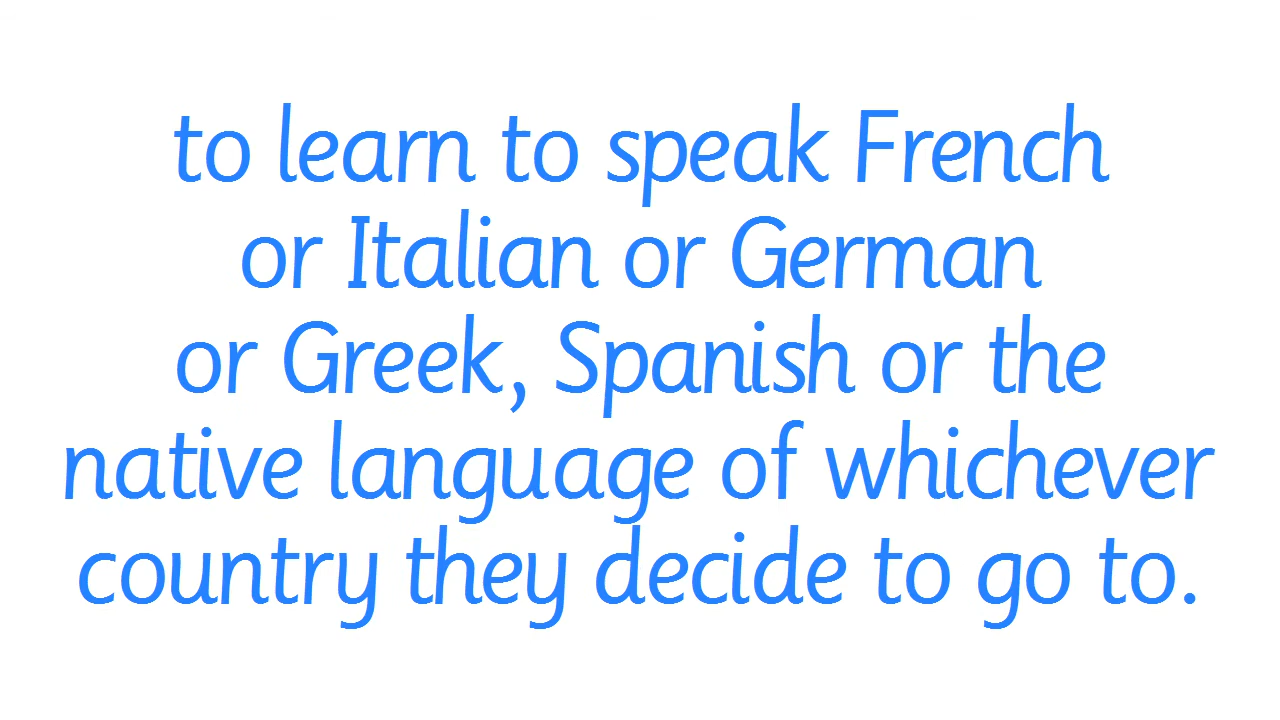 to learn to speak French
or Italian or German
or Greek, Spanish or the
native language of whichever
country they decide to go to.